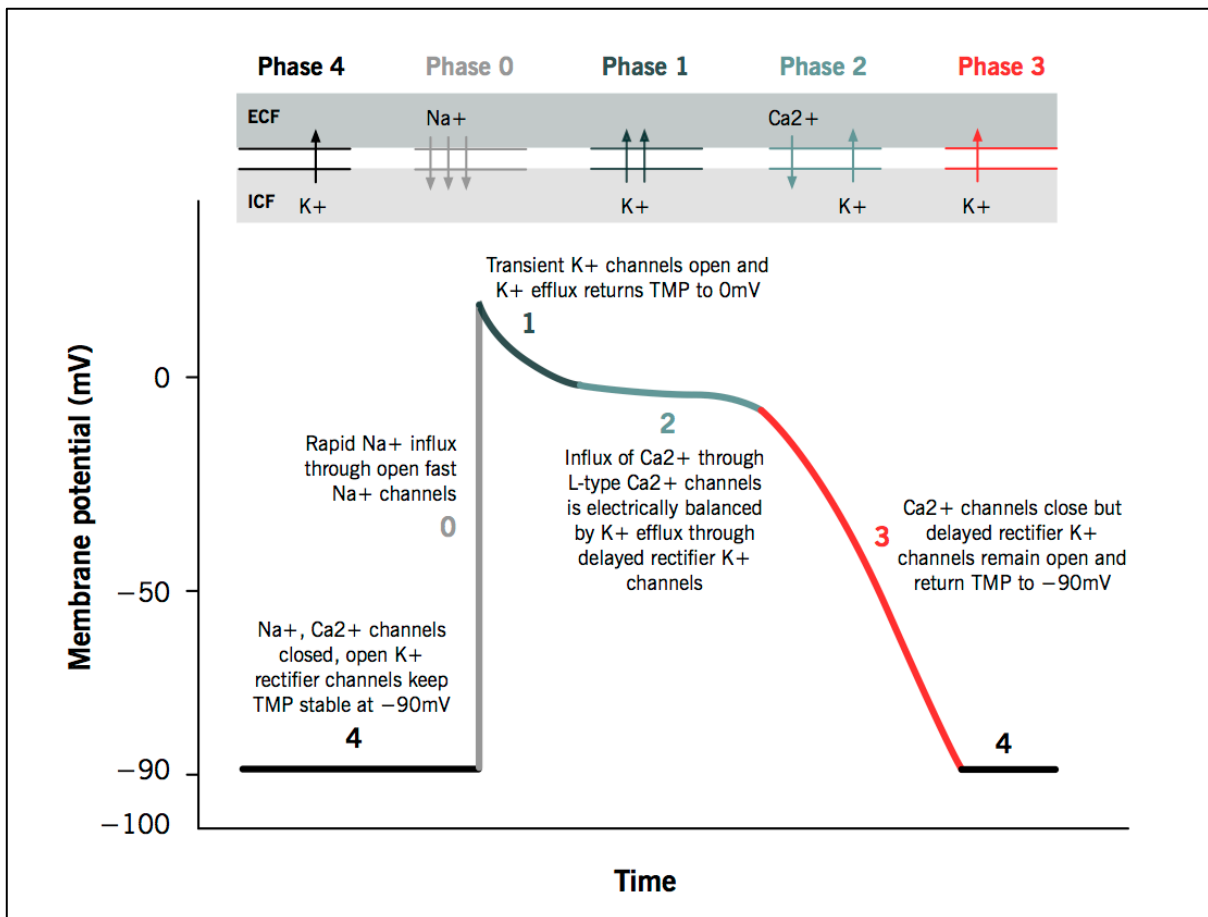 Phase 4 Phase 0 Phase 1 Phase 2 Phase 3
ECF Na+ Ca2+
ICF K+ K+ K+ K+
Transient K+ channels open and
K+ efflux returns TMP to 0mV
1
0
Rapid Na+ influx
through open fast
Na+ channels
0
2
Influx of Ca2+ through
L-type Ca2+ channels
is electrically balanced
by K+ efflux through
delayed rectifier K+
channels
3
Ca2+ channels close but
delayed rectifier K+
channels remain open and
return TMP to −90mV
−50
Na+, Ca2+ channels
closed, open K+
rectifier channels keep
TMP stable at −90mV
4
4
−90
−100
Membrane potential (mV)
Time